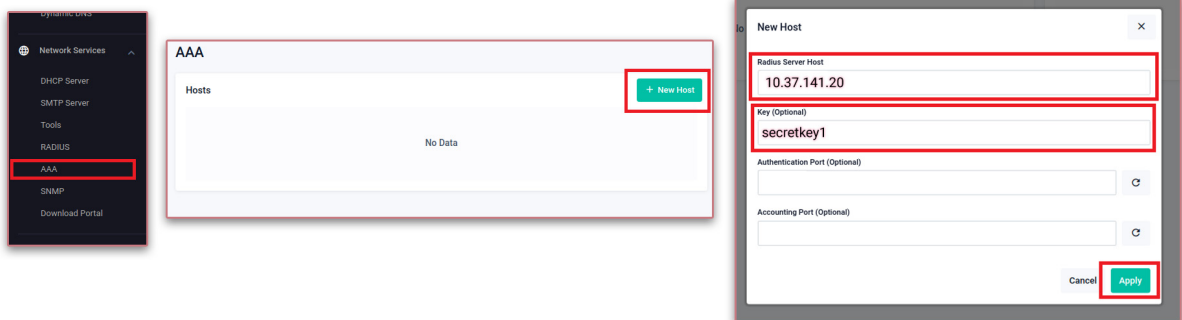 Dynamic DNS
Network Services
DHCP Server
SMTP Server
Tools
RADIUS
AAA
SNMP
Download Portal
AAA
Hosts
+ New Host
No Data
New Host
Radius Server Host
10.37.141.20
Key (Optional)
secretkey1
Authentication Port (Optional)
Accounting Port (Optional)
Cancel
Apply